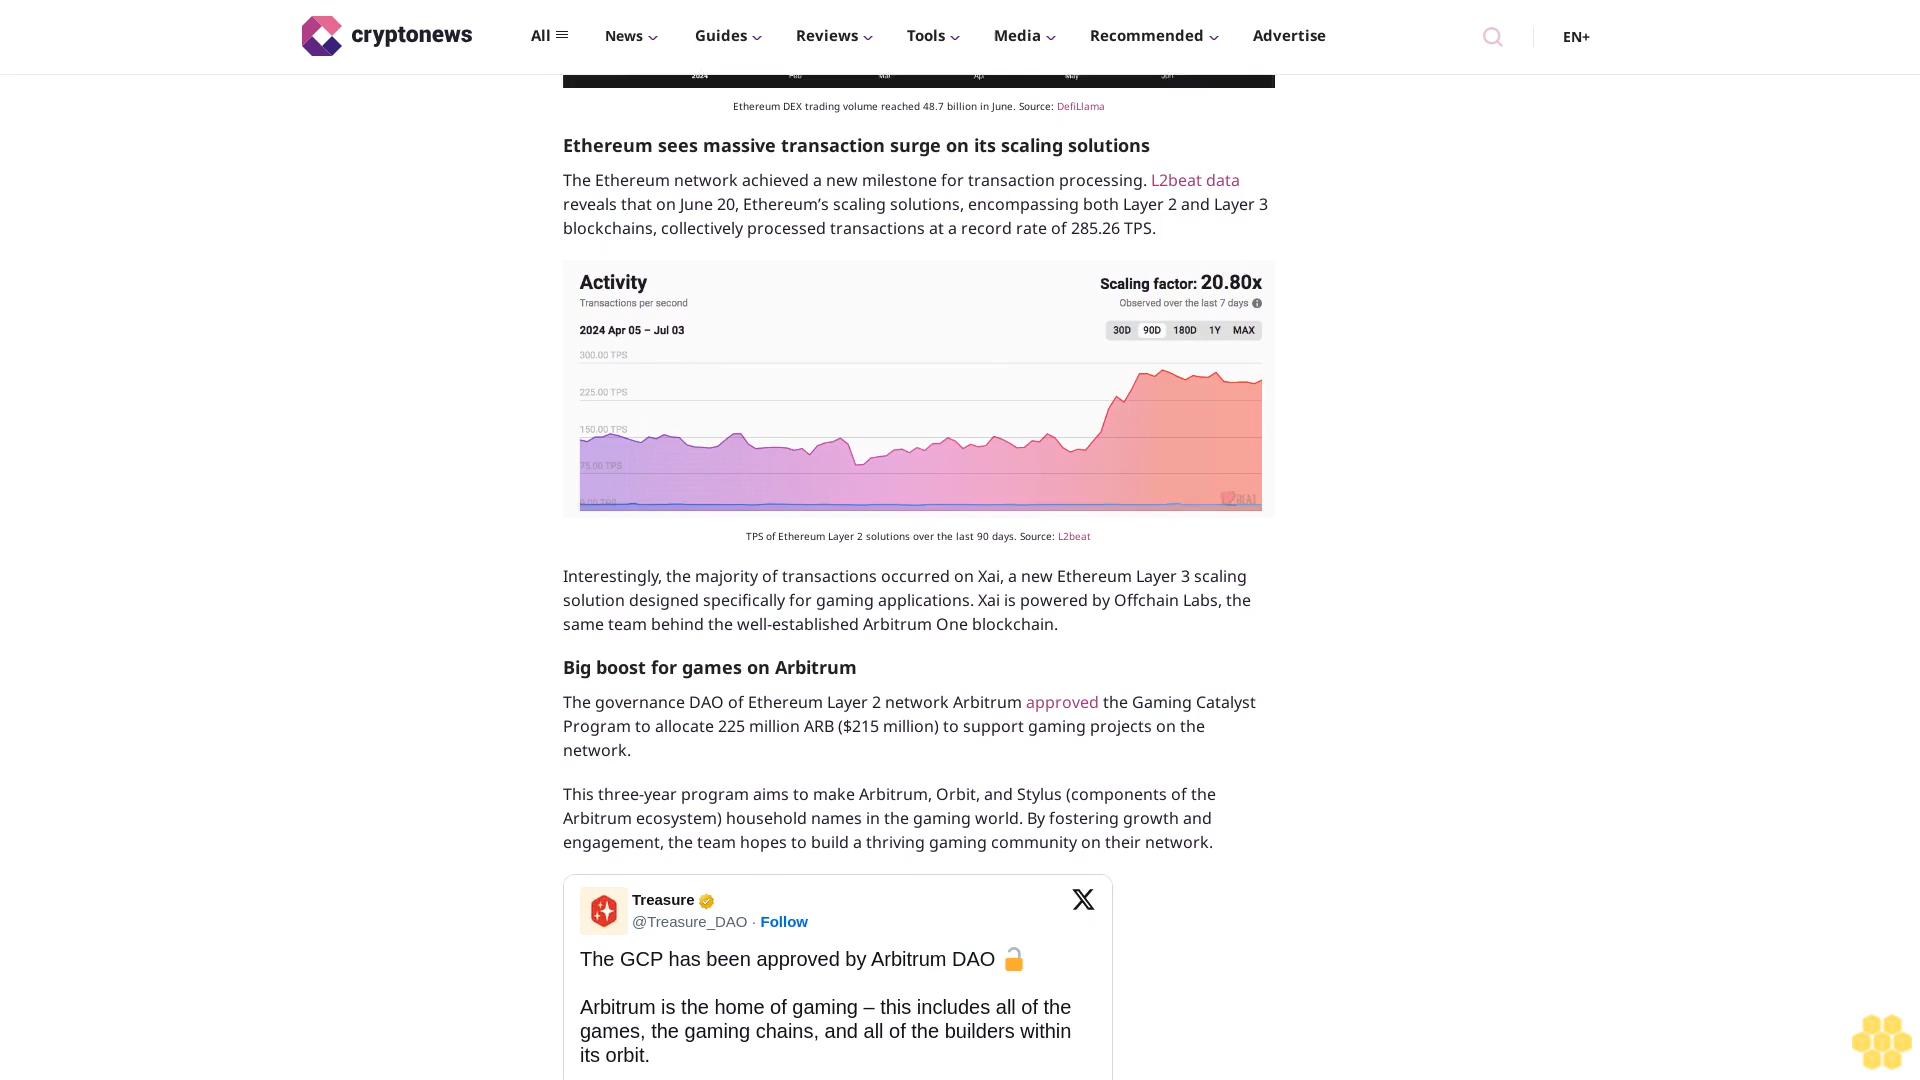 cryptonews
All
News
Guides
Reviews
Tools
Media
Recommended
Advertise
EN+
2024 Feb Mar Apr May Jun
Ethereum DEX trading volume reached 48.7 billion in June. Source: DefiLlama
Ethereum sees massive transaction surge on its scaling solutions
The Ethereum network achieved a new milestone for transaction processing. L2beat data
reveals that on June 20, Ethereum’s scaling solutions, encompassing both Layer 2 and Layer 3
blockchains, collectively processed transactions at a record rate of 285.26 TPS.
Activity
Scaling factor: 20.80x
Transactions per second
Observed over the last 7 days
2024 Apr 05 – Jul 03
30D 90D 180D 1Y MAX
300.00 TPS
225.00 TPS
150.00 TPS
75.00 TPS
0.00 TPS
L2BEAT
TPS of Ethereum Layer 2 solutions over the last 90 days. Source: L2beat
Interestingly, the majority of transactions occurred on Xai, a new Ethereum Layer 3 scaling
solution designed specifically for gaming applications. Xai is powered by Offchain Labs, the
same team behind the well-established Arbitrum One blockchain.
Big boost for games on Arbitrum
The governance DAO of Ethereum Layer 2 network Arbitrum approved the Gaming Catalyst
Program to allocate 225 million ARB ($215 million) to support gaming projects on the
network.
This three-year program aims to make Arbitrum, Orbit, and Stylus (components of the
Arbitrum ecosystem) household names in the gaming world. By fostering growth and
engagement, the team hopes to build a thriving gaming community on their network.
Treasure
@Treasure_DAO · Follow
The GCP has been approved by Arbitrum DAO 🔓
Arbitrum is the home of gaming – this includes all of the
games, the gaming chains, and all of the builders within
its orbit.